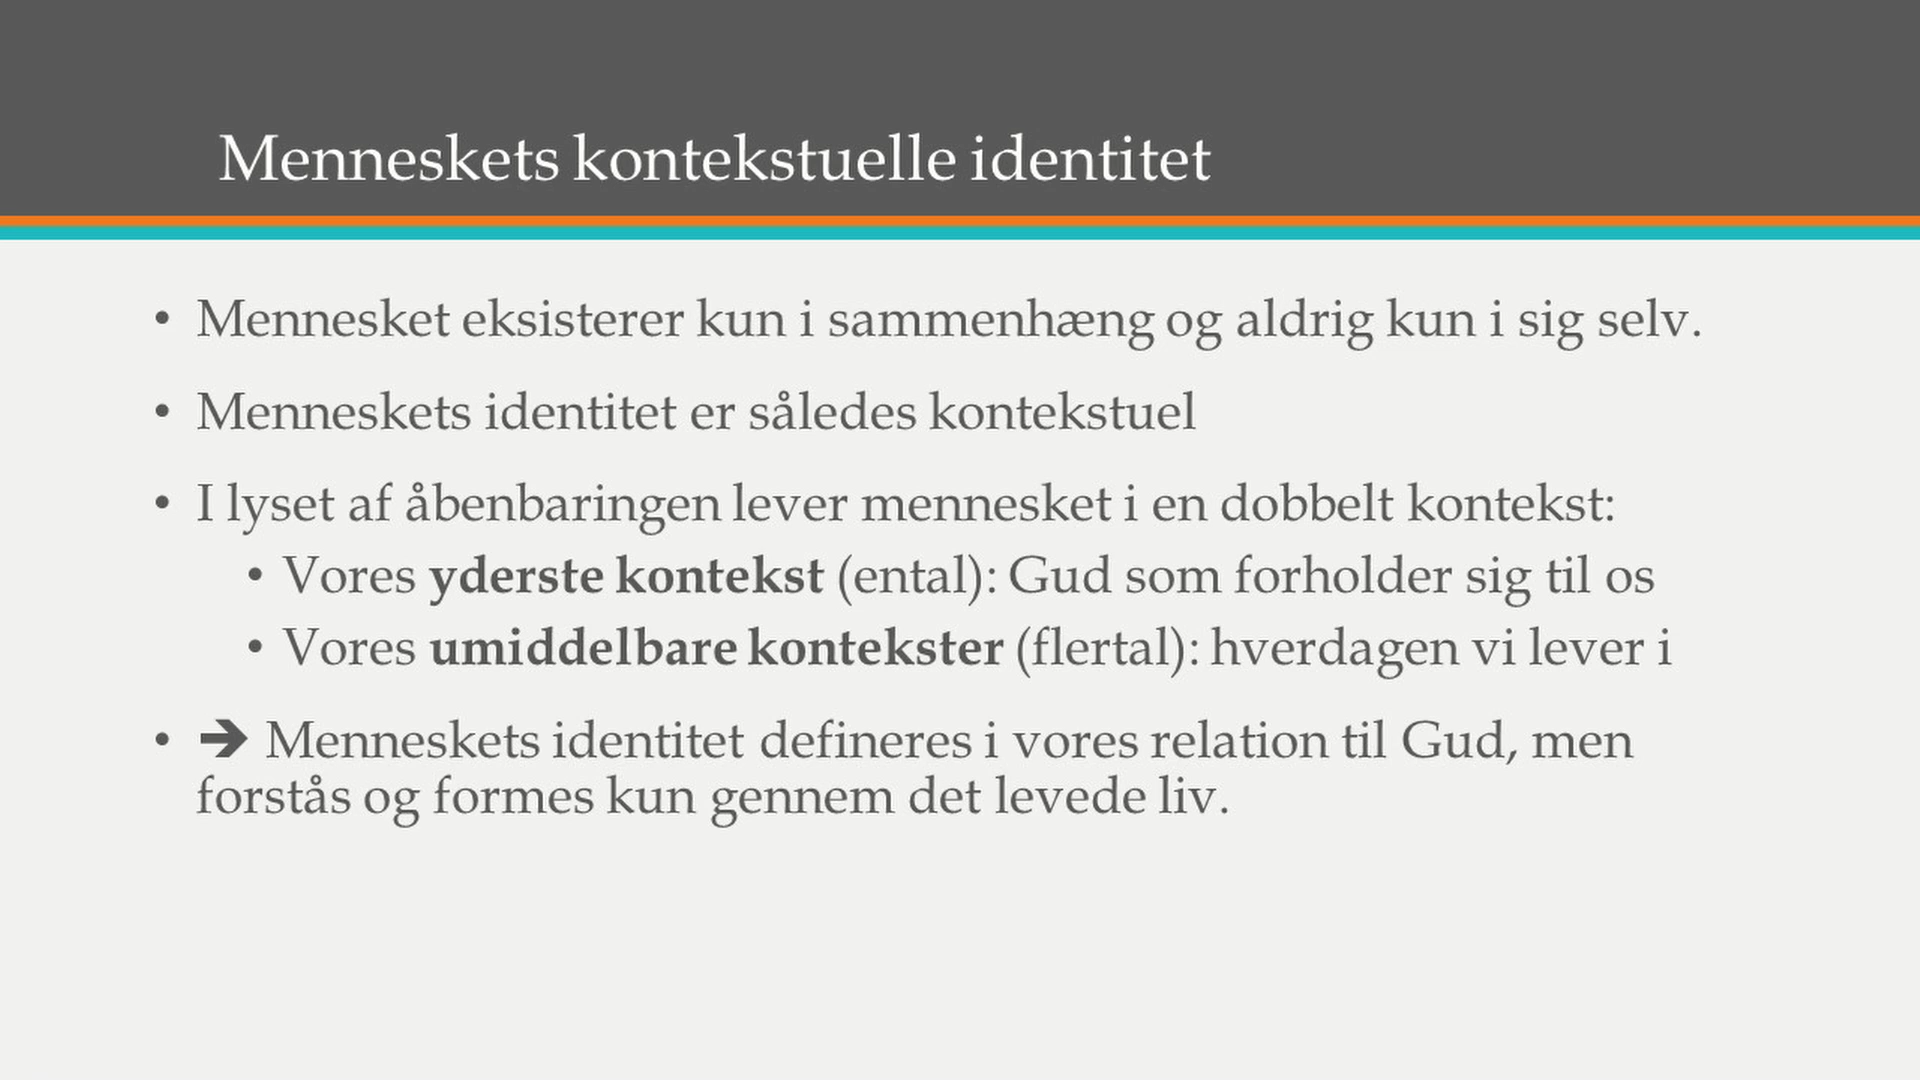 Menneskets kontekstuelle identitet
• Mennesket eksisterer kun i sammenhæng og aldrig kun i sig selv.
• Menneskets identitet er således kontekstuel
• I lyset af åbenbaringen lever mennesket i en dobbelt kontekst:
• Vores yderste kontekst (ental): Gud som forholder sig til os
• Vores umiddelbare kontekster (flertal): hverdagen vi lever i
• ➔ Menneskets identitet defineres i vores relation til Gud, men
forstås og formes kun gennem det levede liv.